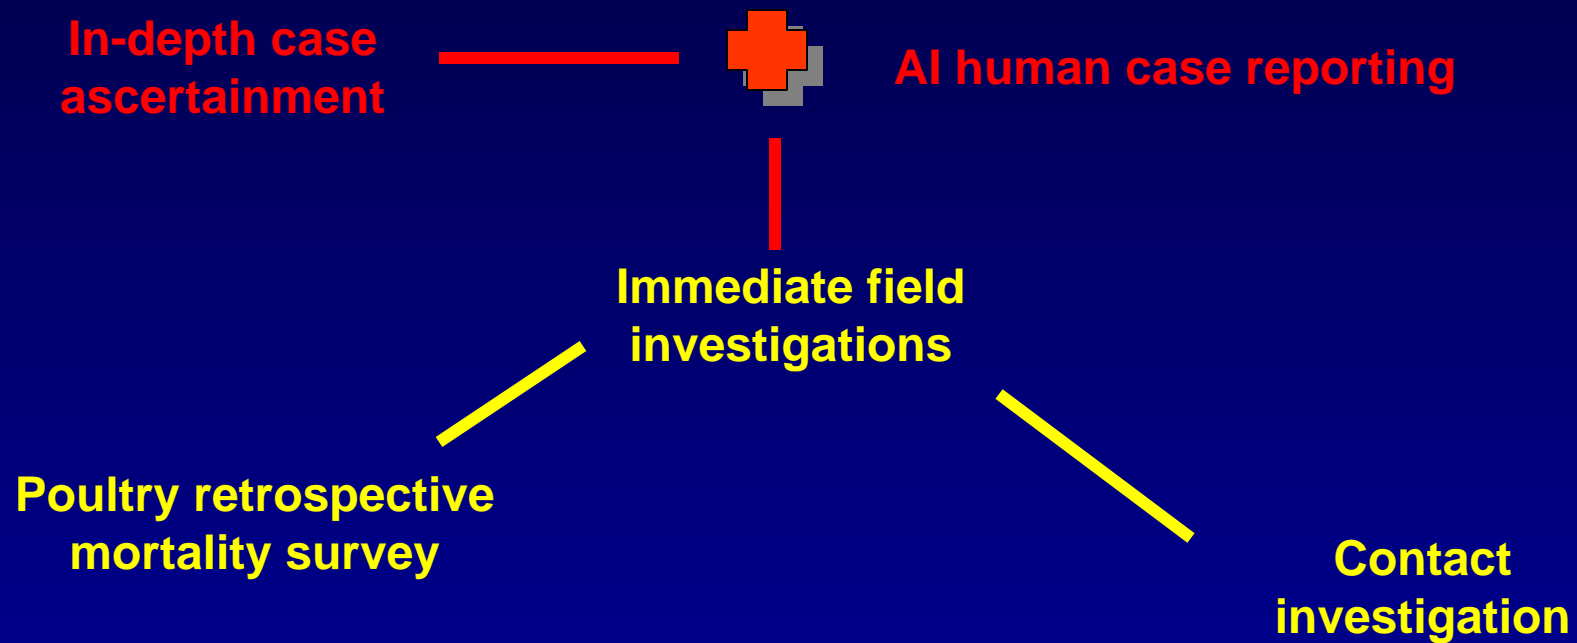 In-depth case
ascertainment
AI human case reporting
Immediate field
investigations
Poultry retrospective
mortality survey
Contact
investigation